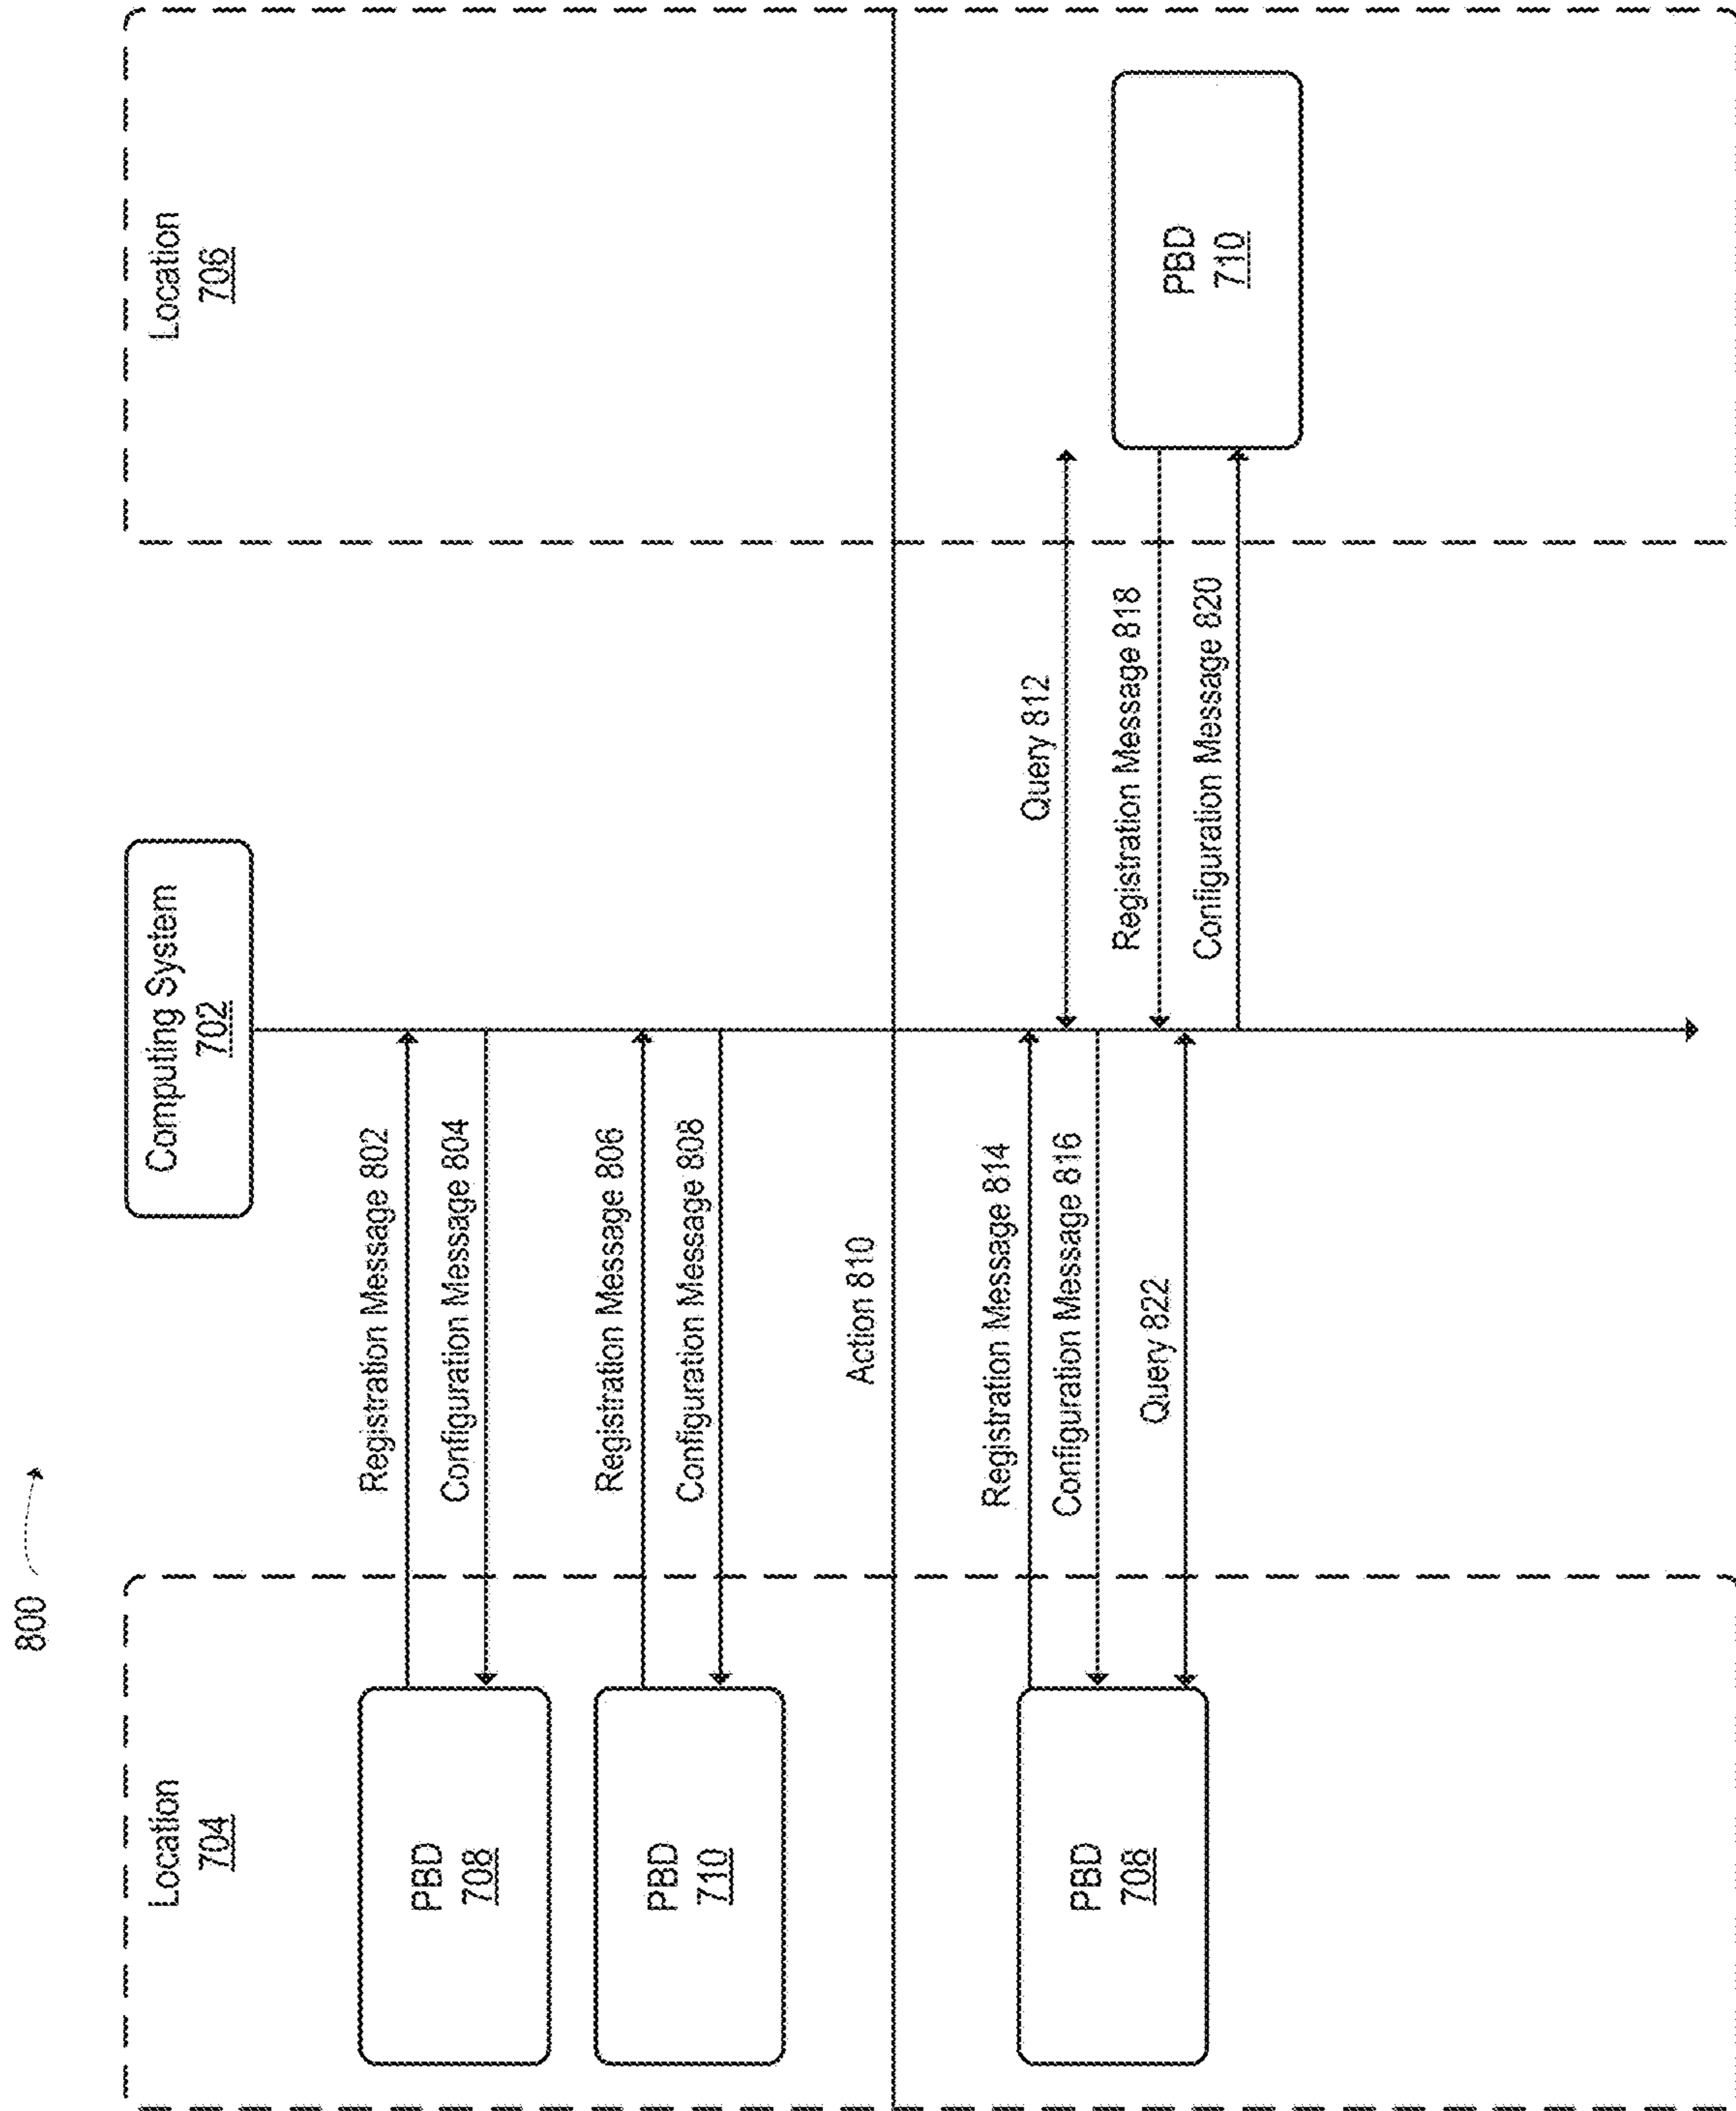 800
Location
704
Computing System
702
Location
706
PBD
708
Registration Message 802
Configuration Message 804
PBD
710
Registration Message 806
Configuration Message 808
Action 810
PBD
708
Registration Message 814
Configuration Message 816
Query 822
Query 812
Registration Message 818
Configuration Message 820
PBD
710